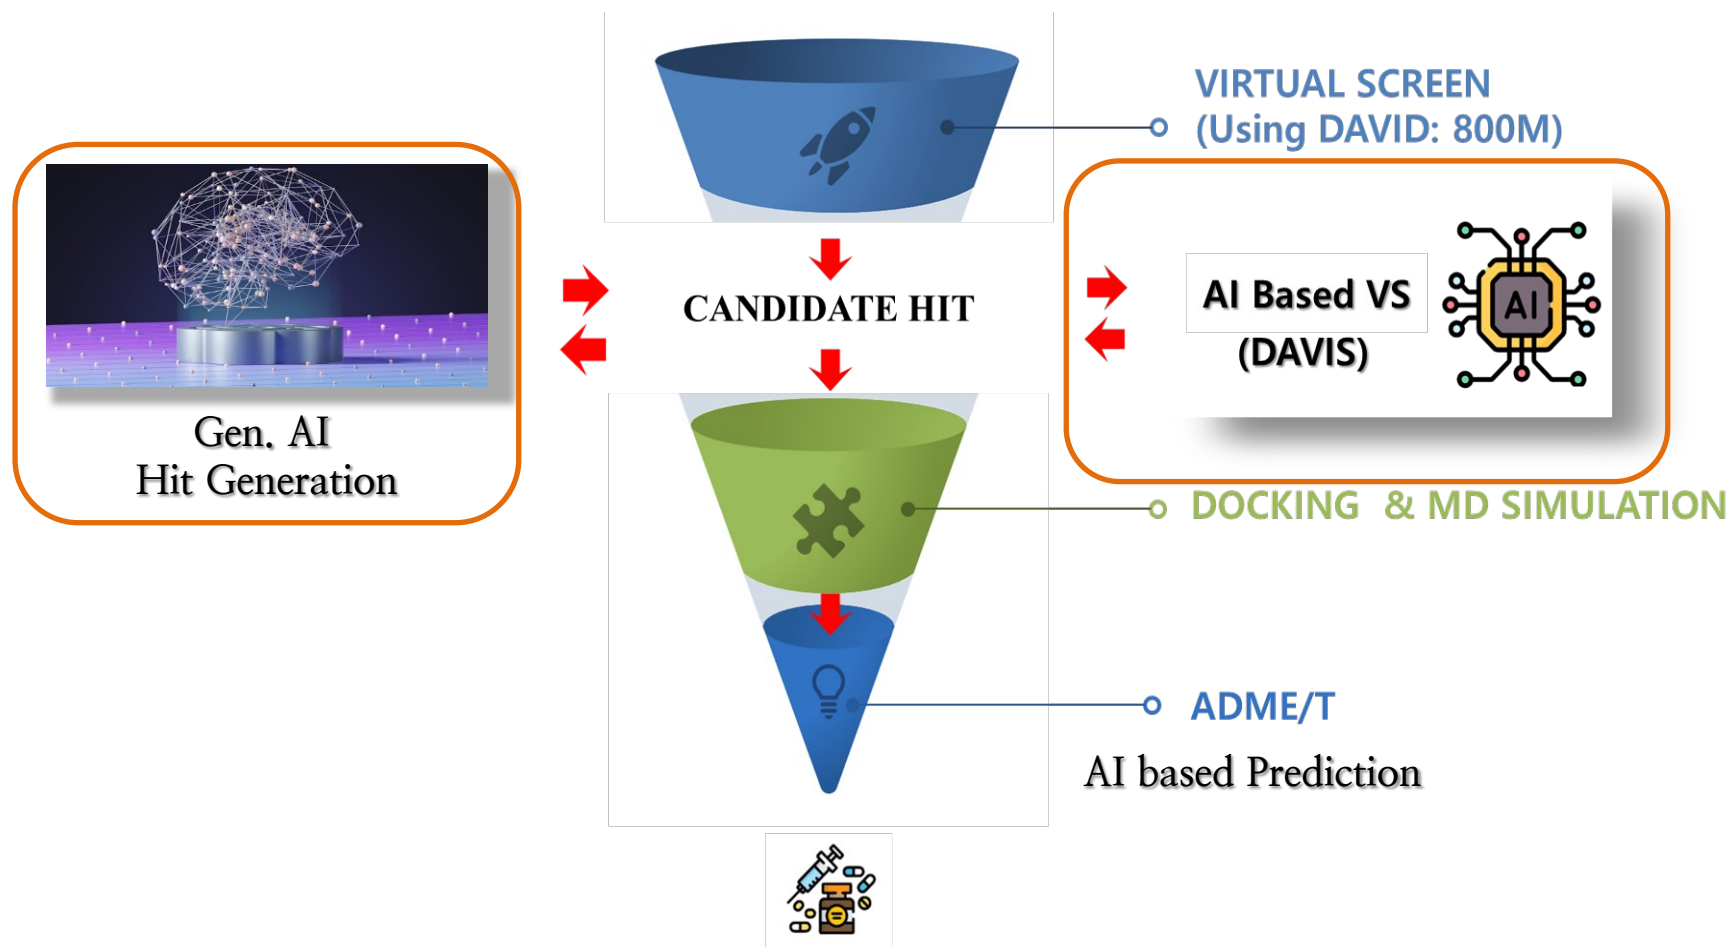 VIRTUAL SCREEN
(Using DAVID: 800M)
Gen. AI
Hit Generation
CANDIDATE HIT
AI Based VS
(DAVIS)
AI
DOCKING & MD SIMULATION
ADME/T
AI based Prediction